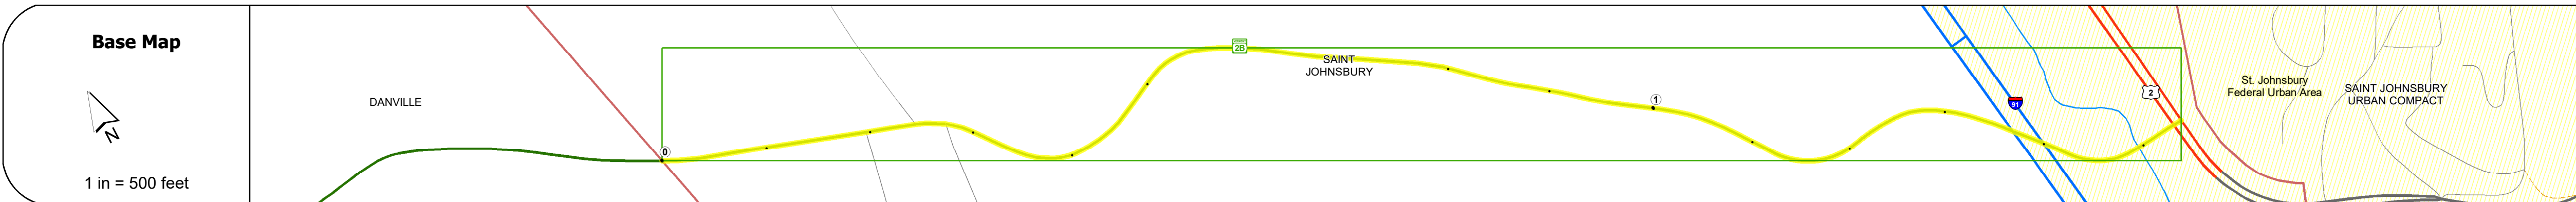 Base Map
N
1 in = 500 feet
DANVILLE
0
2B
SAINT
JOHNSBURY
1
91
2
St. Johnsbury
Federal Urban Area
SAINT JOHNSBURY
URBAN COMPACT